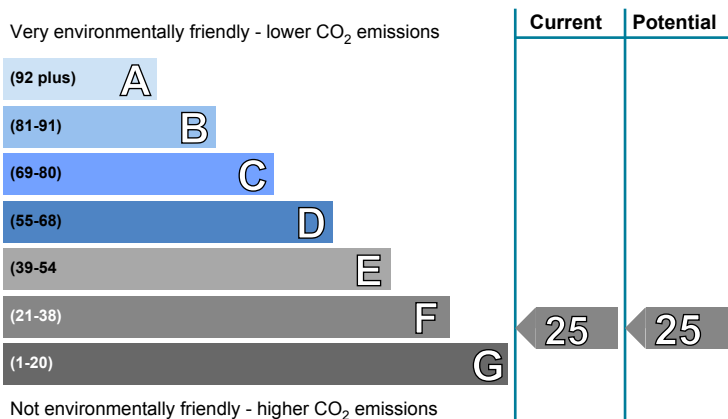 Current Potential
Very environmentally friendly - lower CO2 emissions
(92 plus) A
(81-91) B
(69-80) C
(55-68) D
(39-54 E
(21-38) F 25 25
(1-20) G
Not environmentally friendly - higher CO2 emissions